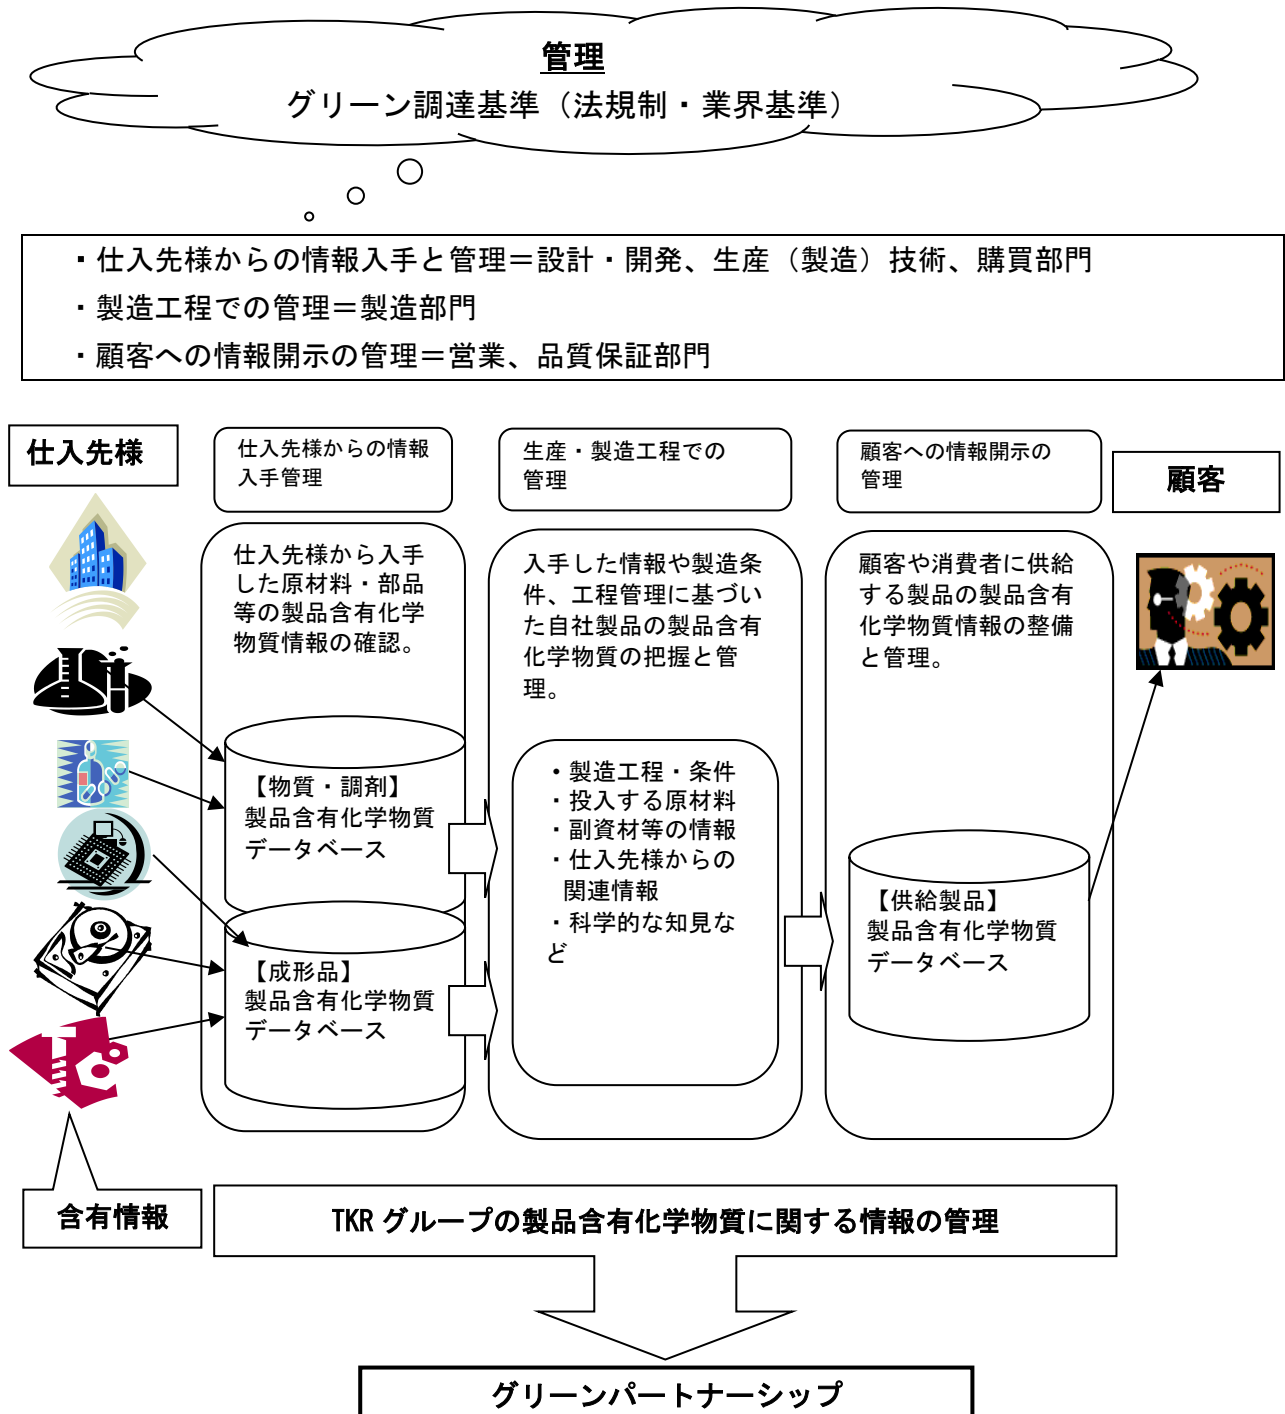 管理
グリーン調達基準（法規制・業界基準）
・仕入先様からの情報入手と管理＝設計・開発、生産（製造）技術、購買部門
・製造工程での管理＝製造部門
・顧客への情報開示の管理＝営業、品質保証部門
仕入先様
仕入先様からの情報
入手管理
生産・製造工程での
管理
顧客への情報開示の
管理
顧客
仕入先様から入手
した原材料・部品
等の製品含有化学
物質情報の確認。
入手した情報や製造条
件、工程管理に基づい
た自社製品の製品含有
化学物質の把握と管
理。
顧客や消費者に供給
する製品の製品含有
化学物質情報の整備
と管理。
【物質・調剤】
製品含有化学物質
データベース
【成形品】
製品含有化学物質
データベース
・製造工程・条件
・投入する原材料
・副資材等の情報
・仕入先様からの
関連情報
・科学的な知見な
ど
【供給製品】
製品含有化学物質
データベース
含有情報
TKR グループの製品含有化学物質に関する情報の管理
グリーンパートナーシップ